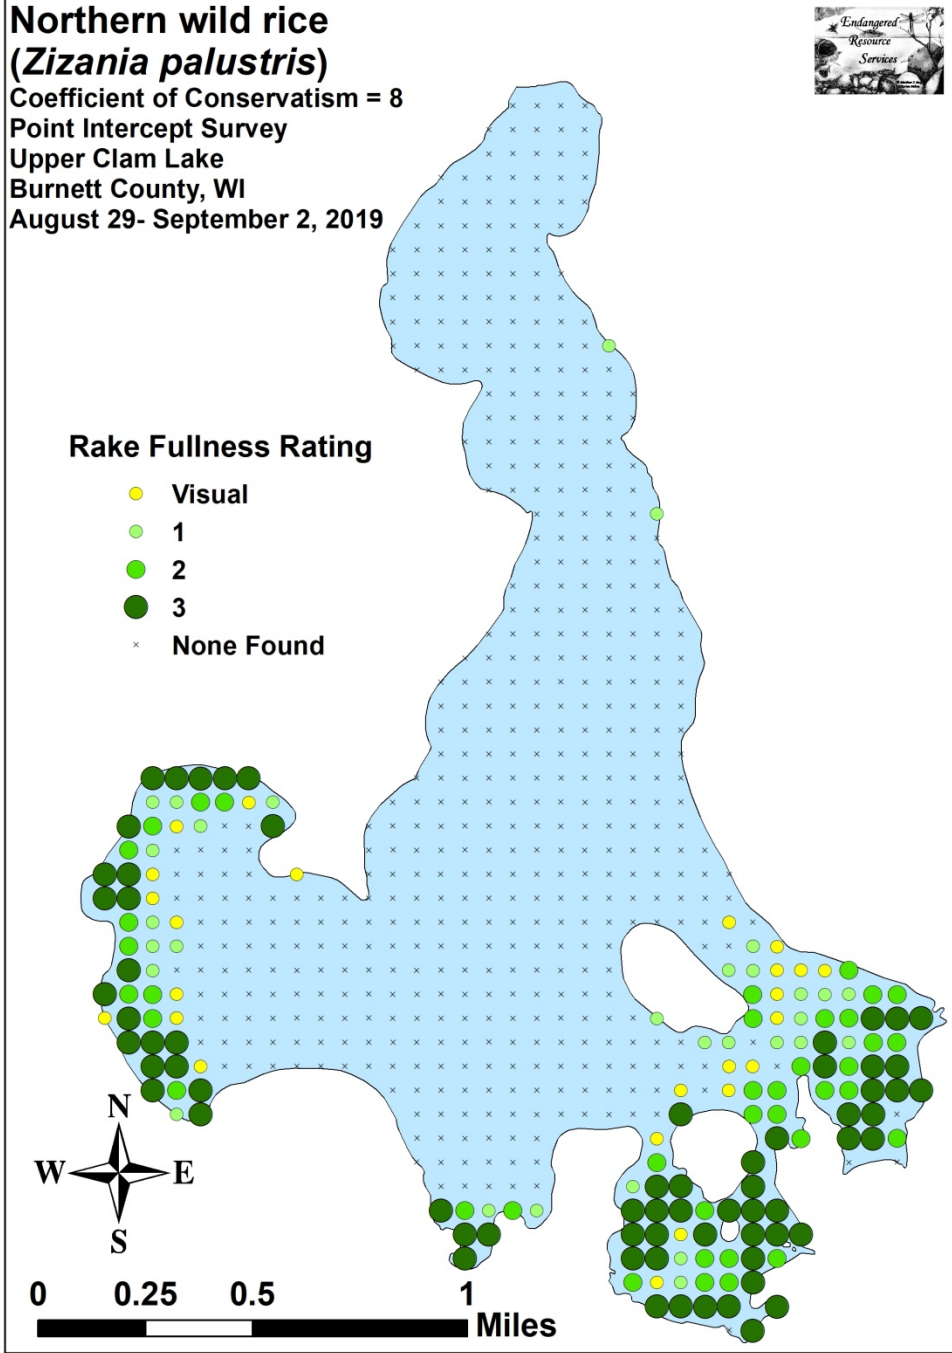 Northern wild rice
(Zizania palustris)
Coefficient of Conservatism = 8
Point Intercept Survey
Upper Clam Lake
Burnett County, WI
August 29- September 2, 2019
Endangered
Resource
Services
Rake Fullness Rating
Visual
1
2
3
None Found
N
W E
S
0 0.25 0.5 1
Miles